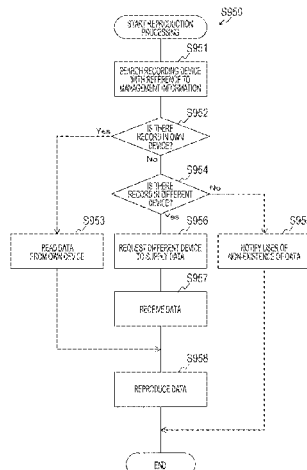 S950
START REPRODUCTION
PROCESSING
S951
SEARCH RECORDING DEVICE
WITH REFERENCE TO
MANAGEMENT INFORMATION
S952
Yes
IS THERE
RECORD IN OWN
DEVICE?
No
S954
IS THERE
RECORD IN DIFFERENT
DEVICE?
No
Yes
S953
S956
S95
READ DATA
FROM OWN DEVICE
REQUEST DIFFERENT DEVICE
TO SUPPLY DATA
NOTIFY USER OF
NON-EXISTENCE OF DATA
S957
RECEIVE DATA
S958
REPRODUCE DATA
END